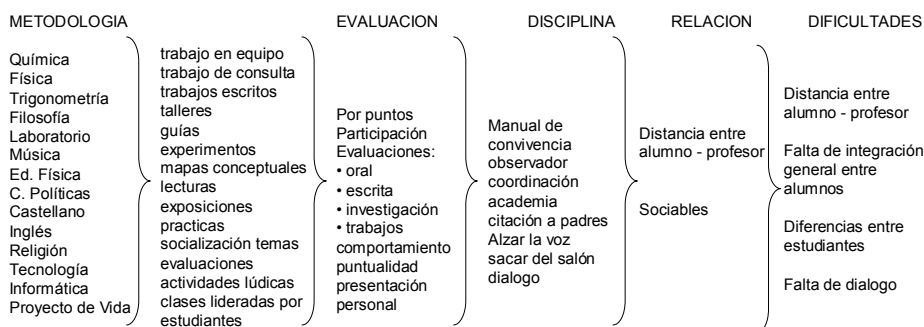 METODOLOGIA
EVALUACION
DISCIPLINA
RELACION
DIFICULTADES
Química
Física
Trigonometría
Filosofía
Laboratorio
Música
Ed. Física
C. Políticas
Castellano
Inglés
Religión
Tecnología
Informática
Proyecto de Vida
trabajo en equipo
trabajo de consulta
trabajos escritos
talleres
guías
experimentos
mapas conceptuales
lecturas
exposiciones
practicas
socialización temas
evaluaciones
actividades lúdicas
clases lideradas por
estudiantes
Por puntos
Participación
Evaluaciones:
• oral
• escrita
• investigación
• trabajos
comportamiento
puntualidad
presentación
personal
Manual de
convivencia
observador
coordinación
academia
citación a padres
Alzar la voz
sacar del salón
dialogo
Distancia entre
alumno - profesor
Sociables
Distancia entre
alumno - profesor
Falta de integración
general entre
alumnos
Diferencias entre
estudiantes
Falta de dialogo